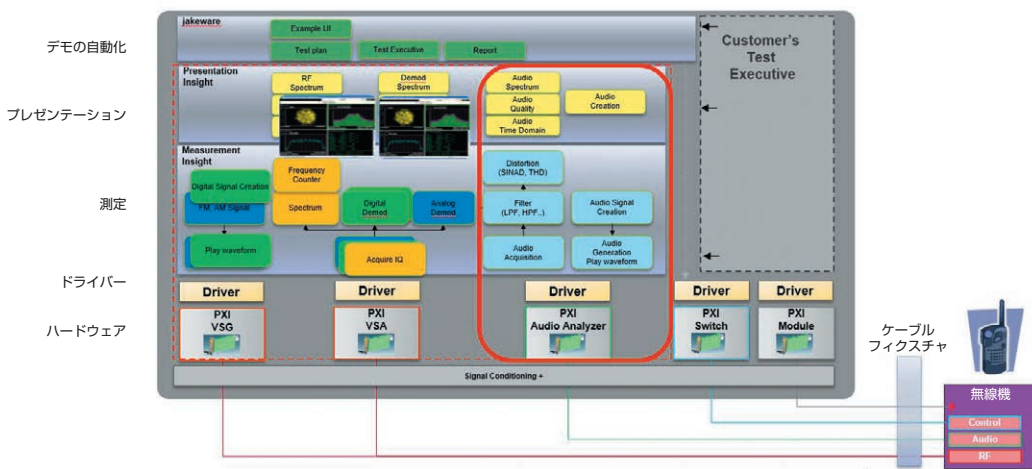 jakeware
Example UI
Test plan
Test Executive
Report
デモの自動化
Customer's
Test
Executive
Presentation
Insight
RF
Spectrum
Demod
Spectrum
Audio
Spectrum
Audio
Quality
Audio
Time Domain
Audio
Creation
プレゼンテーション
Measurement
Insight
Digital Signal Creation
FM, AM Signal
Play waveform
Frequency
Counter
Spectrum
Digital
Demod
Analog
Demod
Acquire IQ
Distortion
(SINAD, THD)
Filter
(LPF, HPF..)
Audio
Acquisition
Audio Signal
Creation
Audio
Generation
Play waveform
測定
ドライバー
Driver
Driver
Driver
Driver
Driver
ハードウェア
PXI
VSG
PXI
VSA
PXI
Audio Analyzer
PXI
Switch
PXI
Module
Signal Conditioning +
ケーブル
フィクスチャ
無線機
Control
Audio
RF